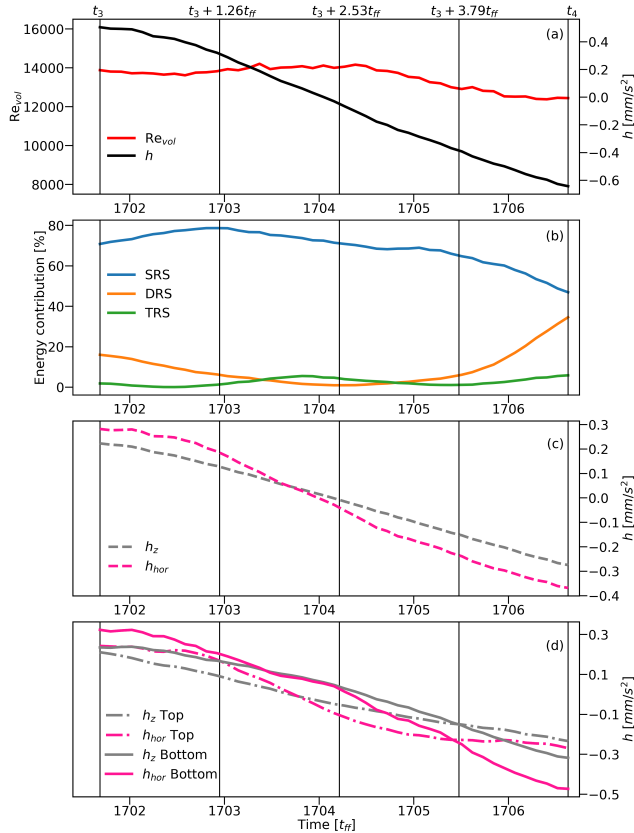 t3 t3 + 1.26tff t3 + 2.53tff t3 + 3.79tff t4
(a)
16000
14000
12000
10000
8000
Revol
0.4
0.2
0.0
−0.2
−0.4
−0.6
h [mm/s2]
Revol
h
1702 1703 1704 1705 1706
(b)
80
60
40
20
0
Energy contribution [%]
SRS
DRS
TRS
1702 1703 1704 1705 1706
(c)
0.3
0.2
0.1
0.0
−0.1
−0.2
−0.3
−0.4
h [mm/s2]
hz
hhor
1702 1703 1704 1705 1706
(d)
0.3
0.1
−0.1
−0.3
−0.5
h [mm/s2]
hz Top
hhor Top
hz Bottom
hhor Bottom
1702 1703 1704 1705 1706
Time [tff]